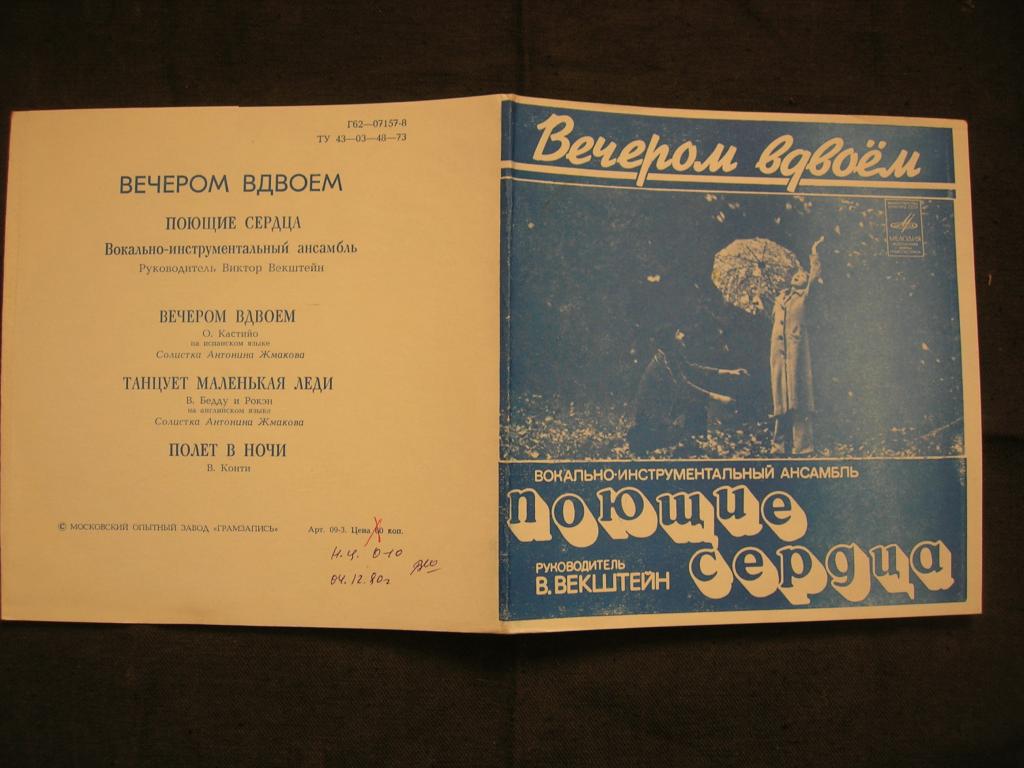 Г62—07157-8
ТУ 43—03—48—73
ВЕЧЕРОМ ВДВОЕМ
ПОЮЩИЕ СЕРДЦА
Вокально-инструментальный ансамбль
Руководитель Виктор Векштейн
ВЕЧЕРОМ ВДВОЕМ
О. Кастийо
на испанском языке
Солистка Антонина Жмакова
ТАНЦУЕТ МАЛЕНЬКАЯ ЛЕДИ
В. Бедду и Рокэн
на английском языке
Солистка Антонина Жмакова
ПОЛЕТ В НОЧИ
В. Конти
© МОСКОВСКИЙ ОПЫТНЫЙ ЗАВОД «ГРАМЗАПИСЬ»
Арт. 09-3. Цена 60 коп.
Н.ц. 0-10
04.12.80г
Вечером вдвоём
МЕЛОДИЯ
ВОКАЛЬНО-ИНСТРУМЕНТАЛЬНЫЙ АНСАМБЛЬ
поющие
сердца
РУКОВОДИТЕЛЬ
В. ВЕКШТЕЙН